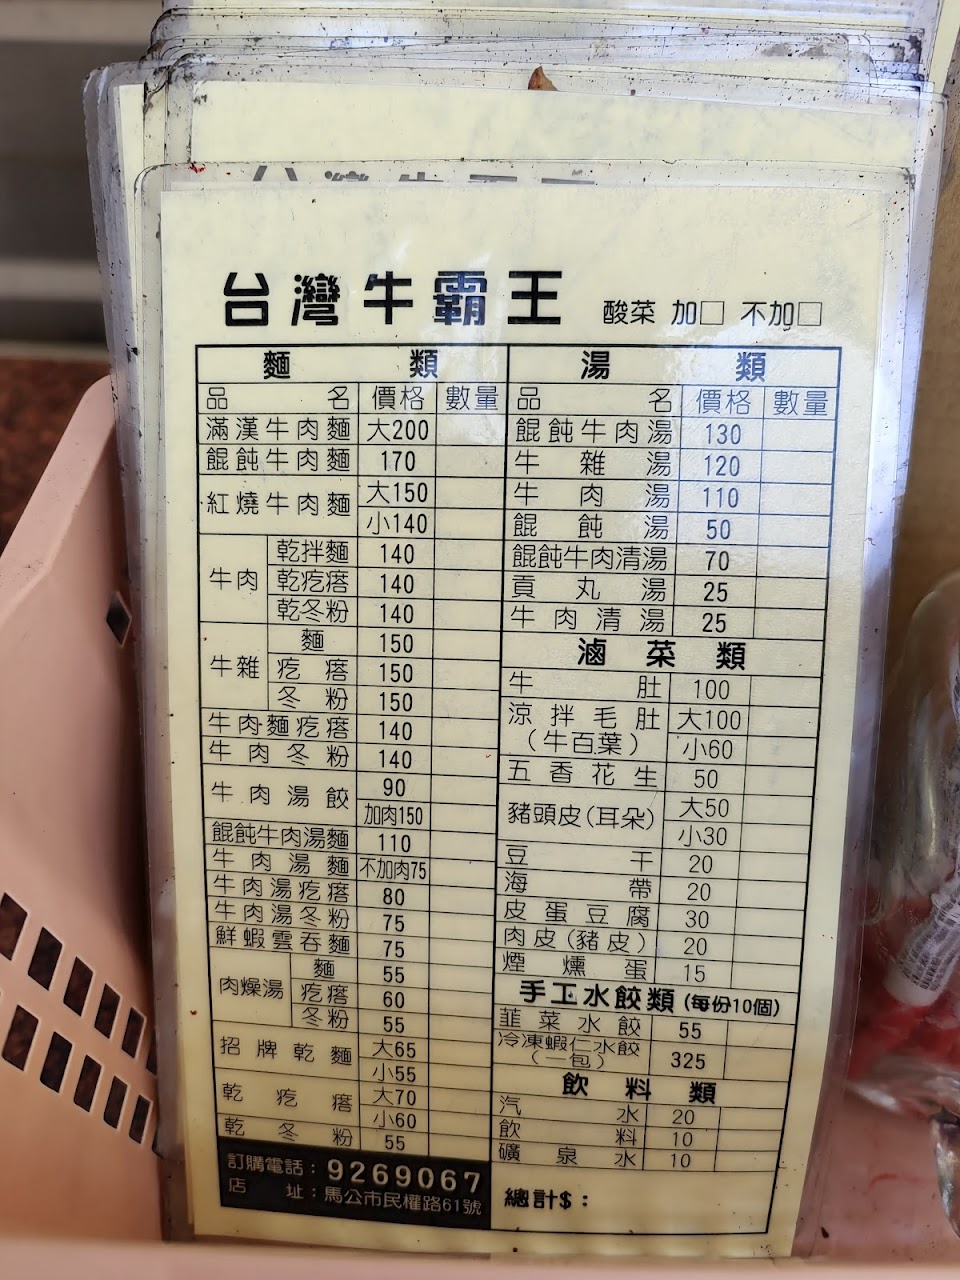 台灣牛霸王 酸菜 加□ 不加□
麵類
品名 價格 數量
滿漢牛肉麵 大200
餛飩牛肉麵 170
紅燒牛肉麵 大150
小140
牛肉 乾拌麵 140
乾疙瘩 140
乾冬粉 140
牛雜 麵 150
疙瘩 150
冬粉 150
牛肉麵疙瘩 140
牛肉冬粉 140
牛肉湯餃 90
加肉150
餛飩牛肉湯麵 110
牛肉湯麵 不加肉75
牛肉湯疙瘩 80
牛肉湯冬粉 75
鮮蝦雲吞麵 75
肉燥湯 麵 55
疙瘩 60
冬粉 55
招牌乾麵 大65
小55
乾疙瘩 大70
小60
乾冬粉 55
訂購電話：9269067
店址：馬公市民權路61號
湯類
品名 價格 數量
餛飩牛肉湯 130
牛雜湯 120
牛肉湯 110
餛飩湯 50
餛飩牛肉清湯 70
貢丸湯 25
牛肉清湯 25
滷菜類
牛肚 100
涼拌毛肚 大100
（牛百葉） 小60
五香花生 50
豬頭皮(耳朵) 大50
小30
豆干 20
海帶 20
皮蛋豆腐 30
肉皮(豬皮) 20
煙燻蛋 15
手工水餃類(每份10個)
韮菜水餃 55
冷凍蝦仁水餃 325
（一包）
飲料類
汽水 20
飲料 10
礦泉水 10
總計$：